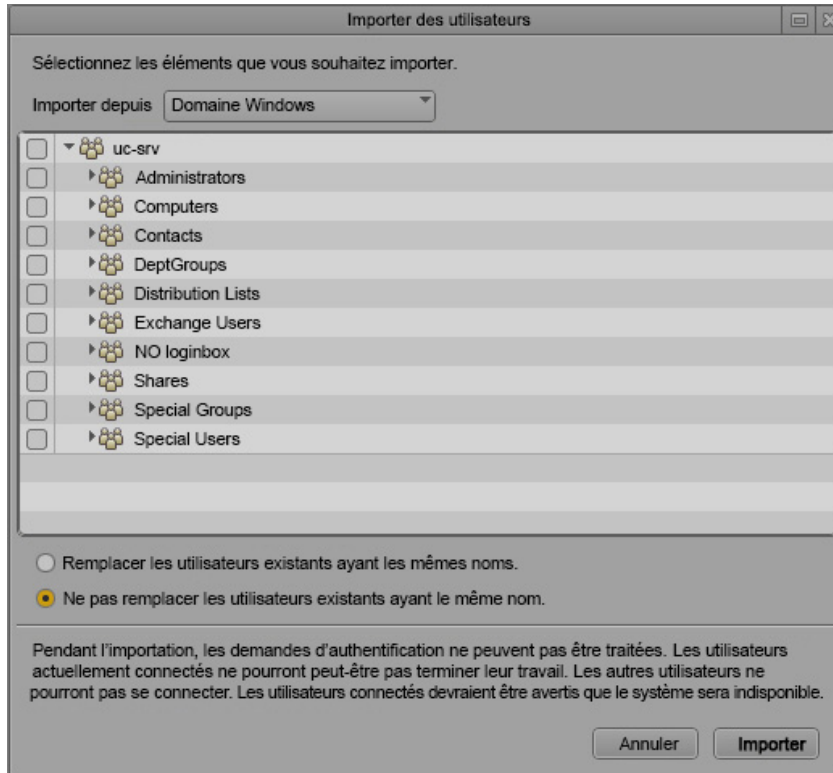 Importer des utilisateurs
Sélectionnez les éléments que vous souhaitez importer.
Importer depuis Domaine Windows
uc-srv
Administrators
Computers
Contacts
DeptGroups
Distribution Lists
Exchange Users
NO loginbox
Shares
Special Groups
Special Users
Remplacer les utilisateurs existants ayant les mêmes noms.
Ne pas remplacer les utilisateurs existants ayant le même nom.
Pendant l'importation, les demandes d'authentification ne peuvent pas être traitées. Les utilisateurs
actuellement connectés ne pourront peut-être pas terminer leur travail. Les autres utilisateurs ne
pourront pas se connecter. Les utilisateurs connectés devraient être avertis que le système sera indisponible.
Annuler Importer